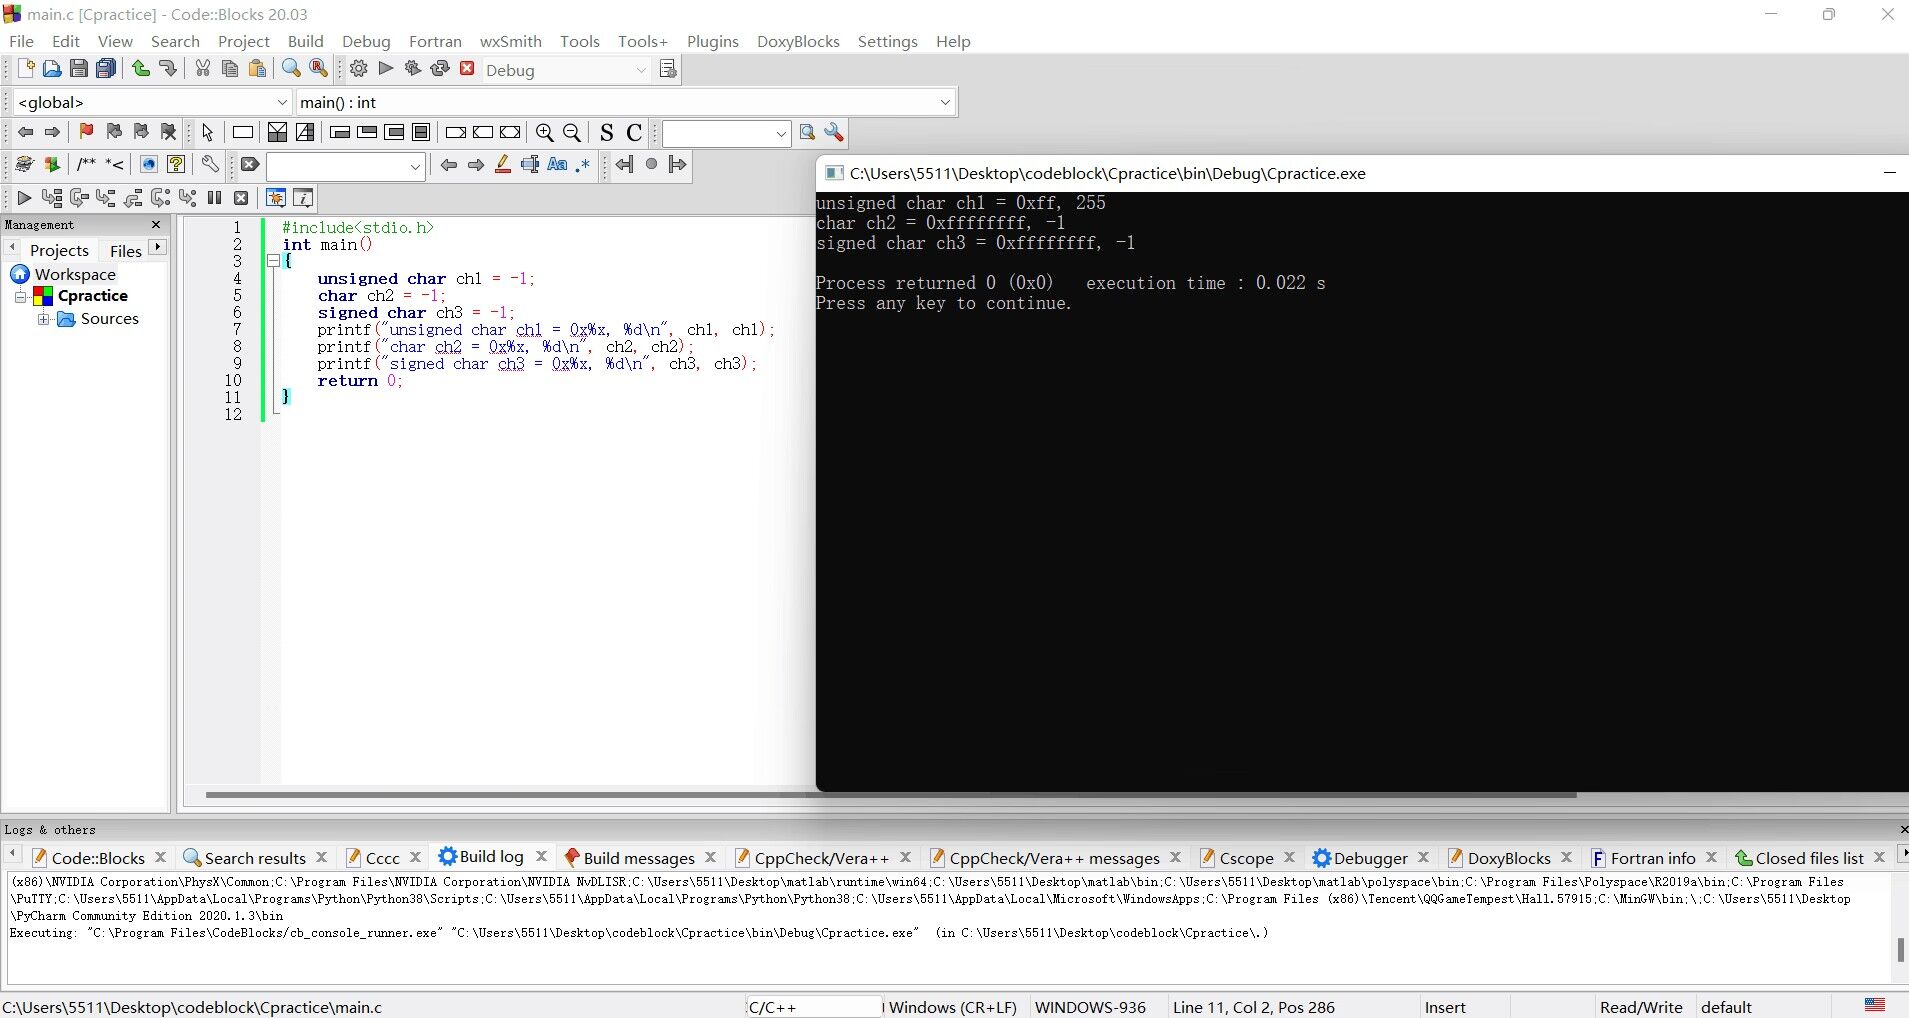 main.c [Cpractice] - Code::Blocks 20.03
File Edit View Search Project Build Debug Fortran wxSmith Tools Tools+ Plugins DoxyBlocks Settings Help
Debug
<global> main() : int
S C
/** *<
Aa .*
C:\Users\5511\Desktop\codeblock\Cpractice\bin\Debug\Cpractice.exe
unsigned char ch1 = 0xff, 255
char ch2 = 0xffffffff, -1
signed char ch3 = 0xffffffff, -1
Process returned 0 (0x0)   execution time : 0.022 s
Press any key to continue.
Management
Projects Files
Workspace
Cpractice
Sources
1 #include<stdio.h>
2 int main()
3 {
4     unsigned char ch1 = -1;
5     char ch2 = -1;
6     signed char ch3 = -1;
7     printf("unsigned char ch1 = 0x%x, %d\n", ch1, ch1);
8     printf("char ch2 = 0x%x, %d\n", ch2, ch2);
9     printf("signed char ch3 = 0x%x, %d\n", ch3, ch3);
10     return 0;
11 }
12
Logs & others
Code::Blocks Search results Cccc Build log Build messages CppCheck/Vera++ CppCheck/Vera++ messages Cscope Debugger DoxyBlocks Fortran info Closed files list
(x86)\NVIDIA Corporation\PhysX\Common;C:\Program Files\NVIDIA Corporation\NVIDIA NvDLISR;C:\Users\5511\Desktop\matlab\runtime\win64;C:\Users\5511\Desktop\matlab\bin;C:\Users\5511\Desktop\matlab\polyspace\bin;C:\Program Files\Polyspace\R2019a\bin;C:\Program Files
\PuTTY;C:\Users\5511\AppData\Local\Programs\Python\Python38\Scripts;C:\Users\5511\AppData\Local\Programs\Python\Python38;C:\Users\5511\AppData\Local\Microsoft\WindowsApps;C:\Program Files (x86)\Tencent\QQGameTempest\Hall.57915;C:\MinGW\bin;\;C:\Users\5511\Desktop
\PyCharm Community Edition 2020.1.3\bin
Executing: "C:\Program Files\CodeBlocks/cb_console_runner.exe" "C:\Users\5511\Desktop\codeblock\Cpractice\bin\Debug\Cpractice.exe"  (in C:\Users\5511\Desktop\codeblock\Cpractice\.)
C:\Users\5511\Desktop\codeblock\Cpractice\main.c C/C++ Windows (CR+LF) WINDOWS-936 Line 11, Col 2, Pos 286 Insert Read/Write default